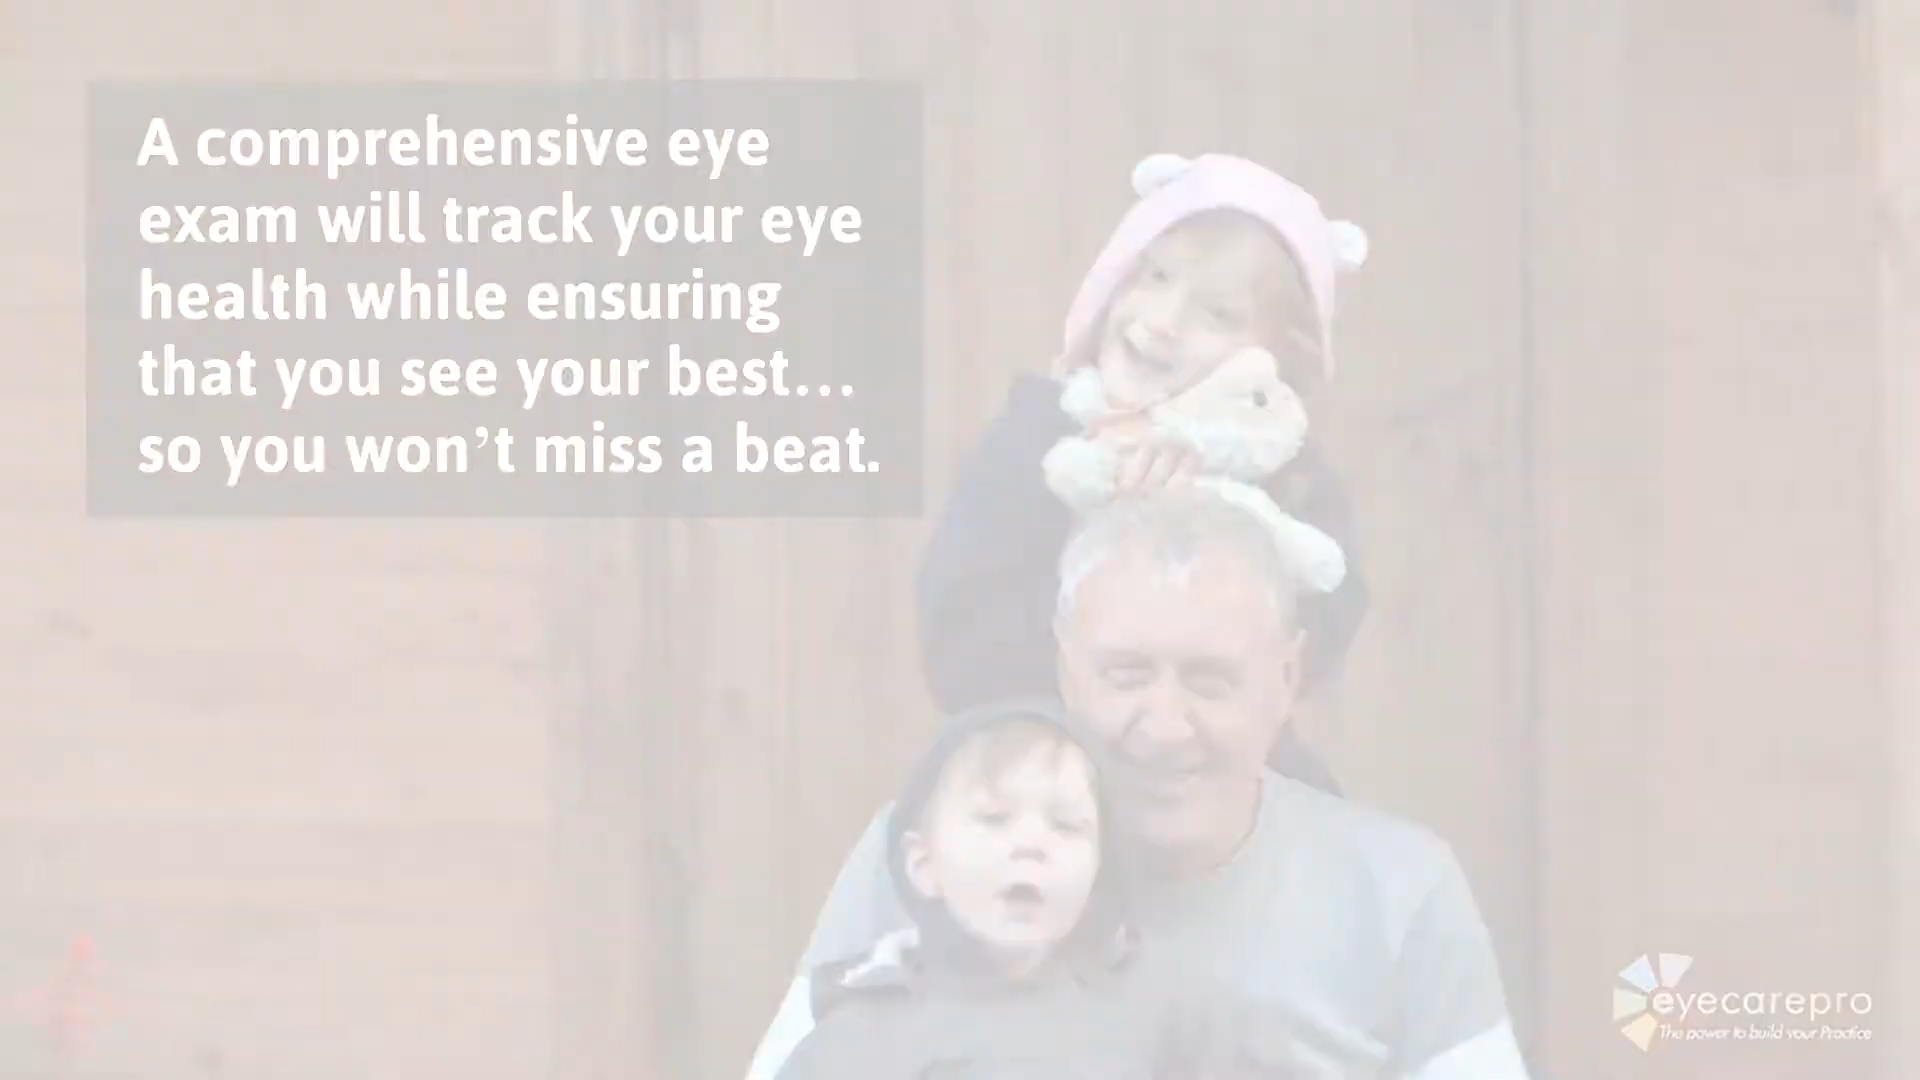 A comprehensive eye
exam will track your eye
health while ensuring
that you see your best…
so you won’t miss a beat.
eyecarepro
The power to build your Practice